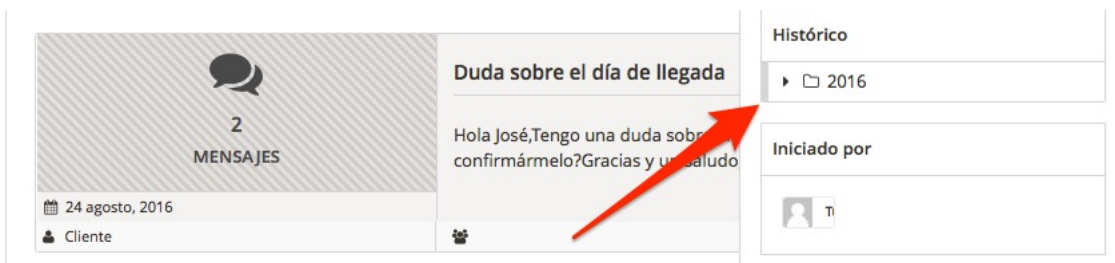 2
MENSAJES
24 agosto, 2016
Cliente
Duda sobre el día de llegada
Hola José,Tengo una duda sobre
confirmármelo?Gracias y un saludo
Histórico
2016
Iniciado por